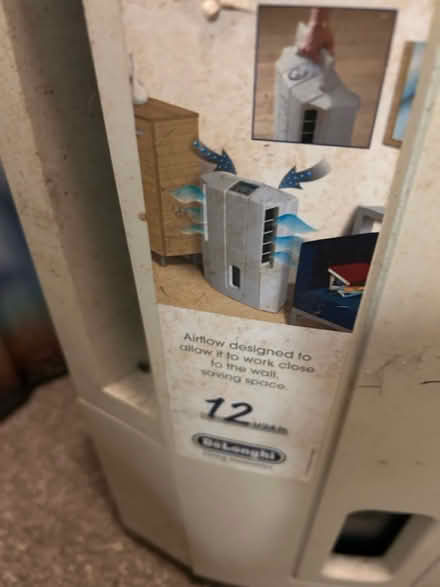 Airflow designed to
allow it to work close
to the wall,
saving space.
12
DeLonghi